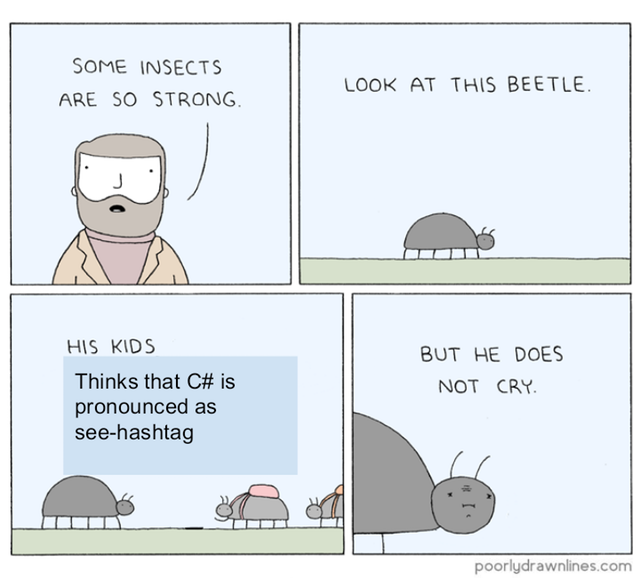 SOME INSECTS
ARE SO STRONG.
LOOK AT THIS BEETLE.
HIS KIDS
Thinks that C# is
pronounced as
see-hashtag
BUT HE DOES
NOT CRY.
poorlydrawnlines.com